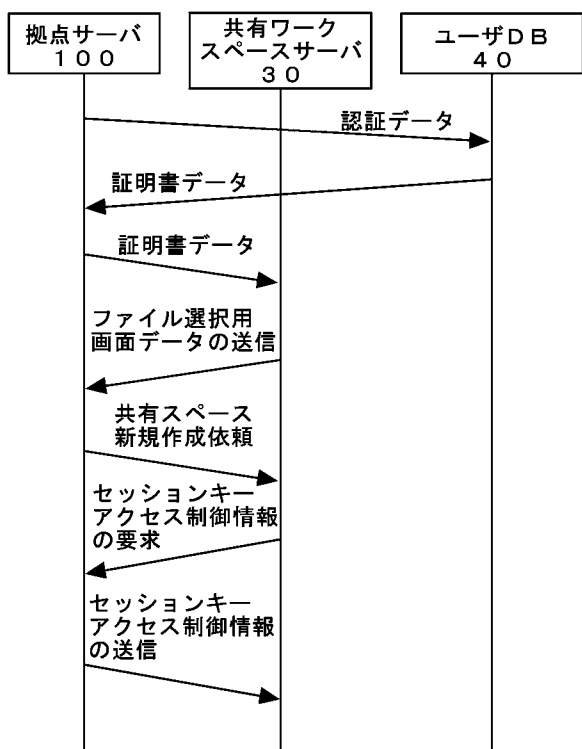 拠点サーバ
100
共有ワーク
スペースサーバ
30
ユーザDB
40
認証データ
証明書データ
証明書データ
ファイル選択用
画面データの送信
共有スペース
新規作成依頼
セッションキー
アクセス制御情報
の要求
セッションキー
アクセス制御情報
の送信